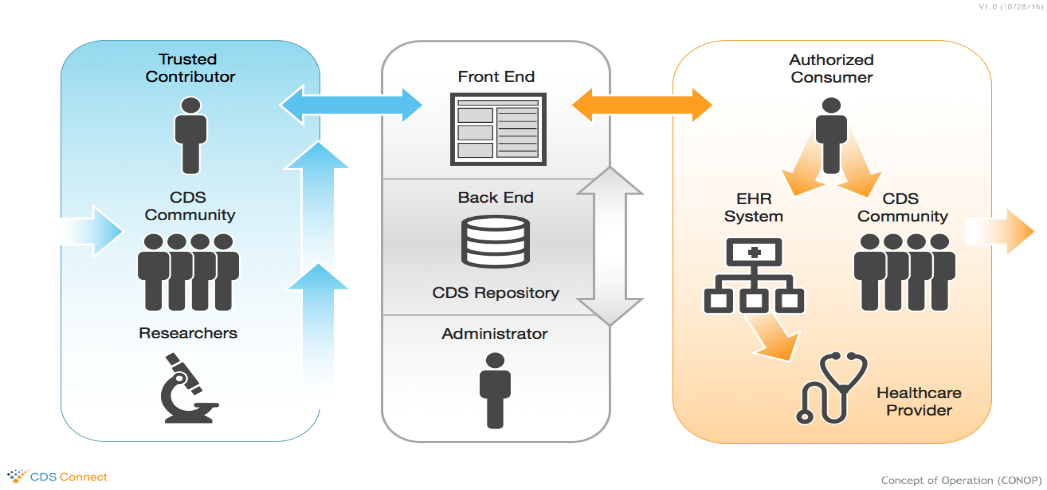 V1.0 (10/28/16)
Trusted
Contributor
CDS
Community
Researchers
Front End
Back End
CDS Repository
Administrator
Authorized
Consumer
EHR
System
CDS
Community
Healthcare
Provider
CDS Connect
Concept of Operation (CONOP)